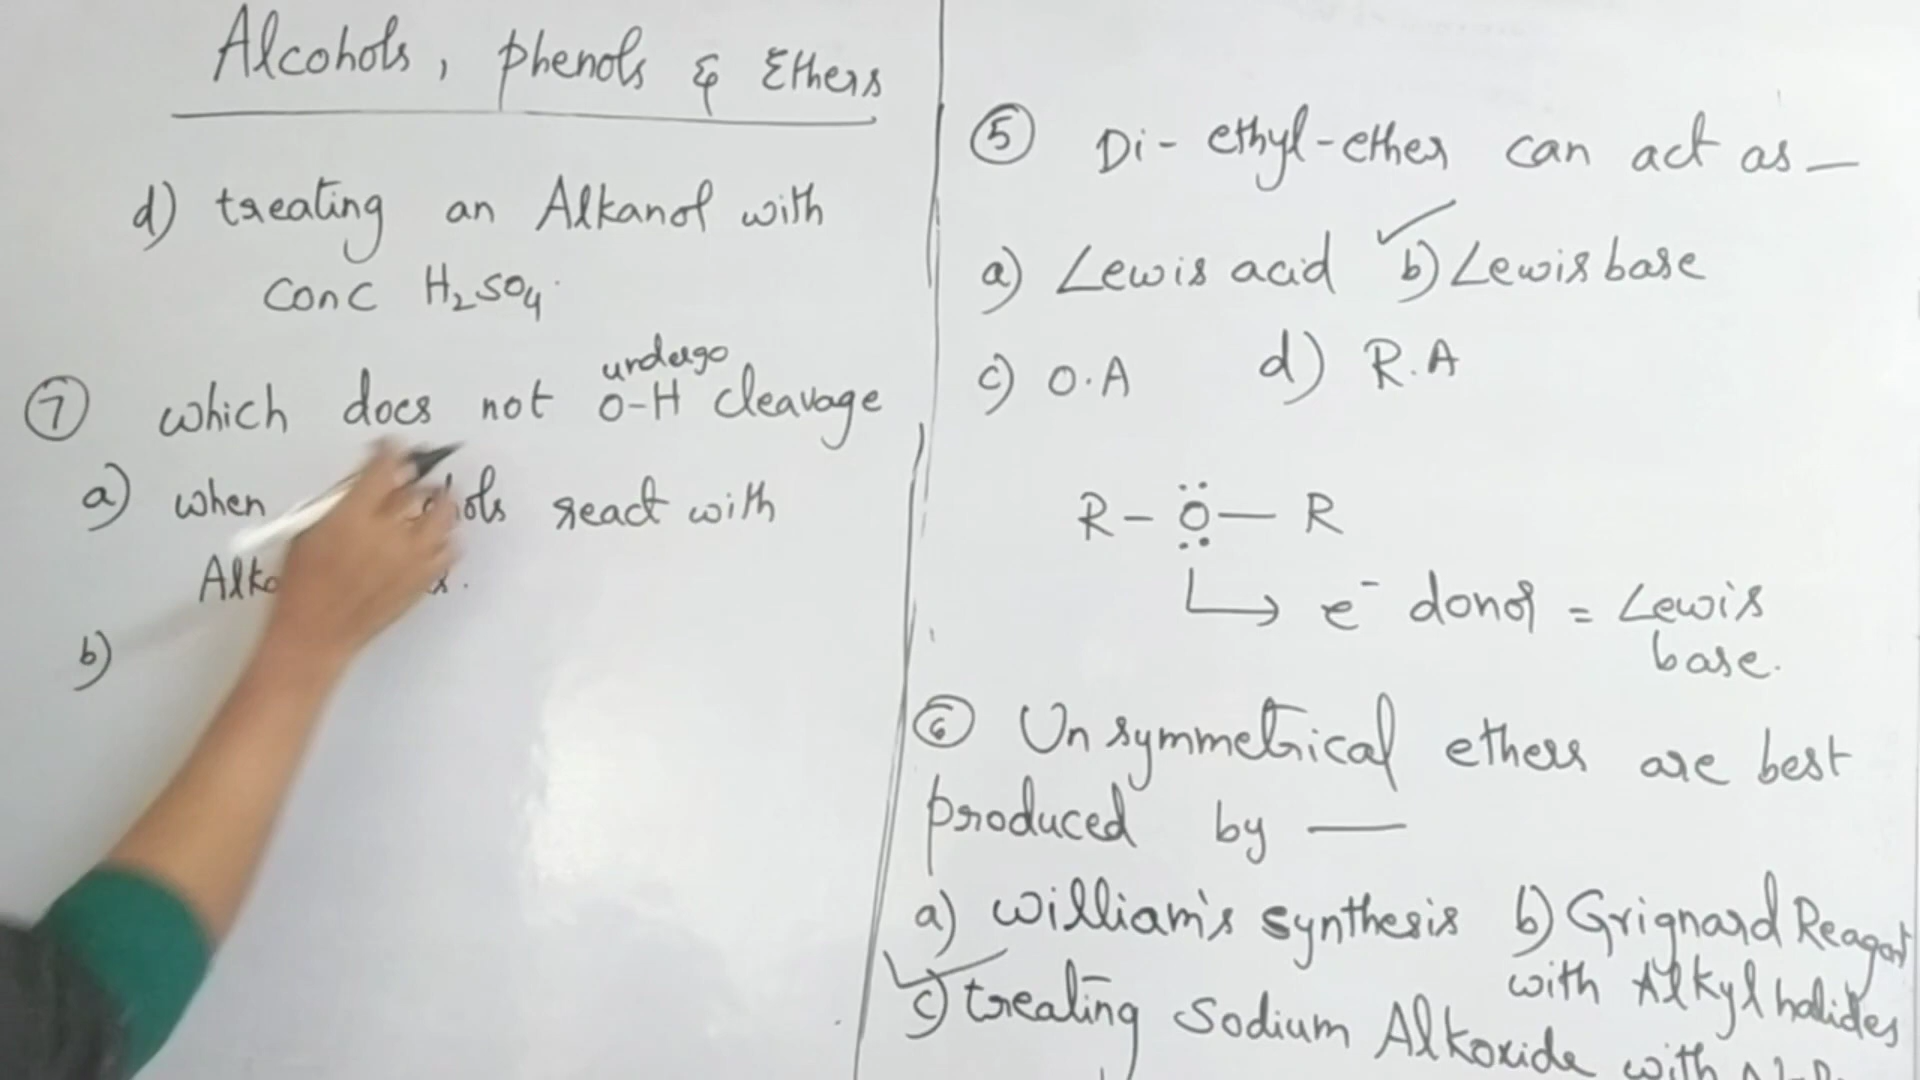 Alcohols, phenols & Ethers
d) treating an Alkanol with
conc H₂SO₄.
⑦ which does not undergo O-H cleavage
a) when react with
b)
⑤ Di-ethyl-ether can act as —
a) Lewis acid b) Lewis base
c) O.A d) R.A
R - O — R
e⁻ donor = Lewis
base.
⑥ Unsymmetrical ethers are best
produced by —
a) william's synthesis b) Grignard Reagent
with Alkyl halides
c) treating Sodium Alkoxide with